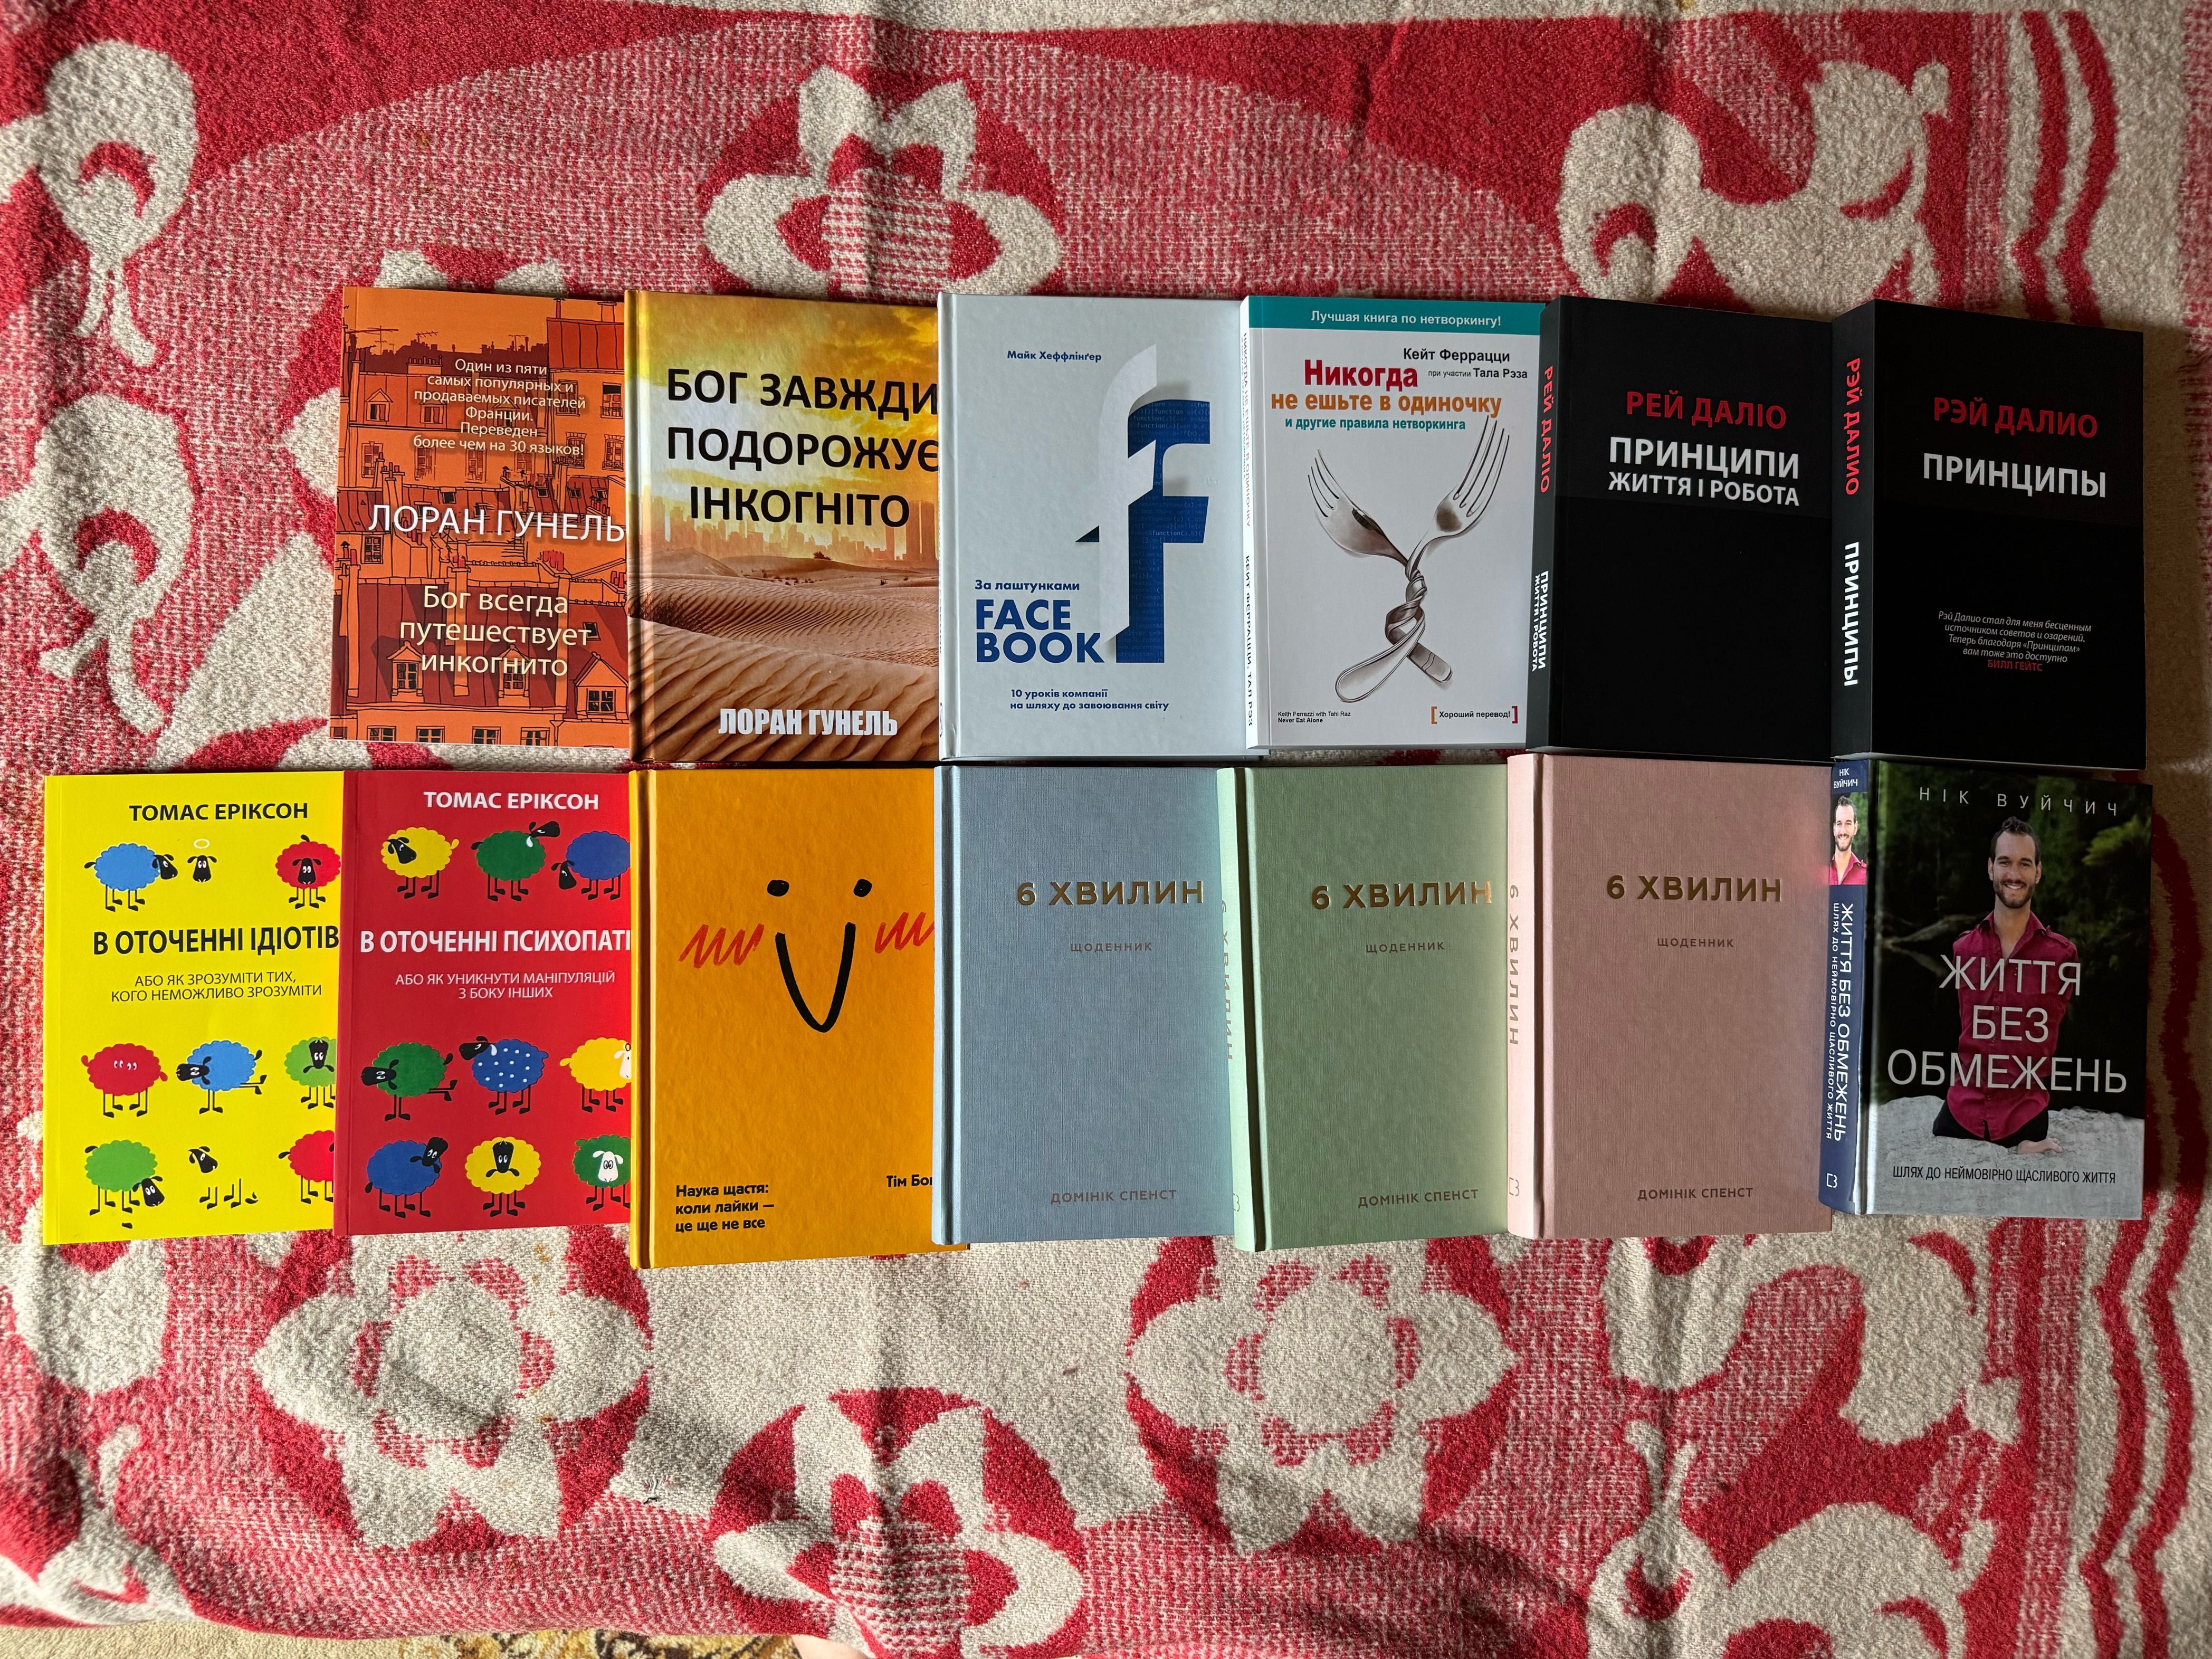 Один из пяти
самых популярных и
продаваемых писателей
Франции.
Переведен
более чем на 30 языков!
ЛОРАН ГУНЕЛЬ
Бог всегда
путешествует
инкогнито
БОГ ЗАВЖДИ
ПОДОРОЖУЄ
ІНКОГНІТО
ЛОРАН ГУНЕЛЬ
Майк Хеффлінґер
За лаштунками
FACE
BOOK
10 уроків компанії
на шляху до завоювання світу
КЕЙТ ФЕРРАЦЦИ, ТАЛ РЭЗ
Лучшая книга по нетворкингу!
Кейт Феррацци
при участии Тала Рэза
Никогда
не ешьте в одиночку
и другие правила нетворкинга
Keith Ferrazzi with Tahl Raz
Never Eat Alone
[Хороший перевод!]
РЕЙ ДАЛІО
ПРИНЦИПИ
ЖИТТЯ І РОБОТА
РЕЙ ДАЛІО
ПРИНЦИПИ
ЖИТТЯ І РОБОТА
РЭЙ ДАЛИО
ПРИНЦИПЫ
РЭЙ ДАЛИО
ПРИНЦИПЫ
Рэй Далио стал для меня бесценным
источником советов и озарений.
Теперь благодаря «Принципам»
вам тоже это доступно
БИЛЛ ГЕЙТС
ТОМАС ЕРІКСОН
В ОТОЧЕННІ ІДІОТІВ
АБО ЯК ЗРОЗУМІТИ ТИХ,
КОГО НЕМОЖЛИВО ЗРОЗУМІТИ
ТОМАС ЕРІКСОН
В ОТОЧЕННІ ПСИХОПАТІ
АБО ЯК УНИКНУТИ МАНІПУЛЯЦІЙ
З БОКУ ІНШИХ
Наука щастя:
коли лайки —
це ще не все
Тім Бо
6 ХВИЛИН
ЩОДЕННИК
ДОМІНІК СПЕНСТ
6 ХВИЛИН
6 ХВИЛИН
ЩОДЕННИК
ДОМІНІК СПЕНСТ
6 ХВИЛИН
6 ХВИЛИН
ЩОДЕННИК
ДОМІНІК СПЕНСТ
НІК
ВУЙЧИЧ
ЖИТТЯ БЕЗ ОБМЕЖЕНЬ
ШЛЯХ ДО НЕЙМОВІРНО ЩАСЛИВОГО ЖИТТЯ
НІК ВУЙЧИЧ
ЖИТТЯ
БЕЗ
ОБМЕЖЕНЬ
ШЛЯХ ДО НЕЙМОВІРНО ЩАСЛИВОГО ЖИТТЯ